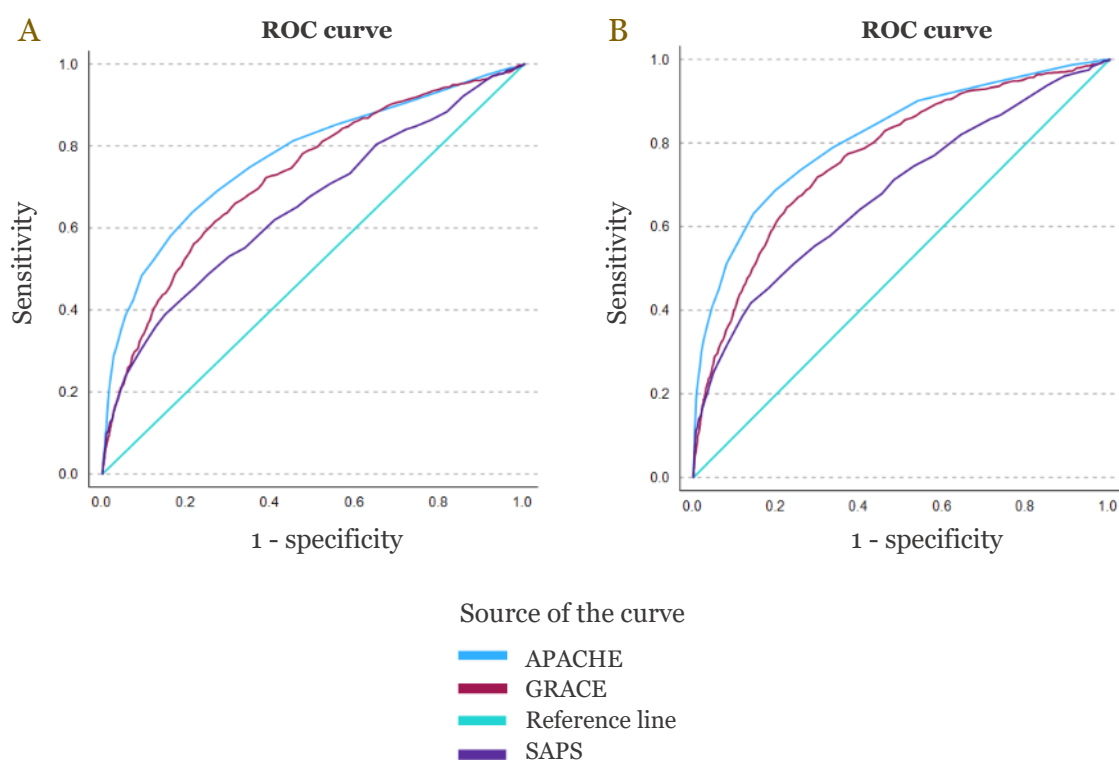 A
ROC curve
1.0
0.8
0.6
0.4
0.2
0.0
Sensitivity
0.0 0.2 0.4 0.6 0.8 1.0
1 - specificity
B
ROC curve
1.0
0.8
0.6
0.4
0.2
0.0
Sensitivity
0.0 0.2 0.4 0.6 0.8 1.0
1 - specificity
Source of the curve
APACHE
GRACE
Reference line
SAPS